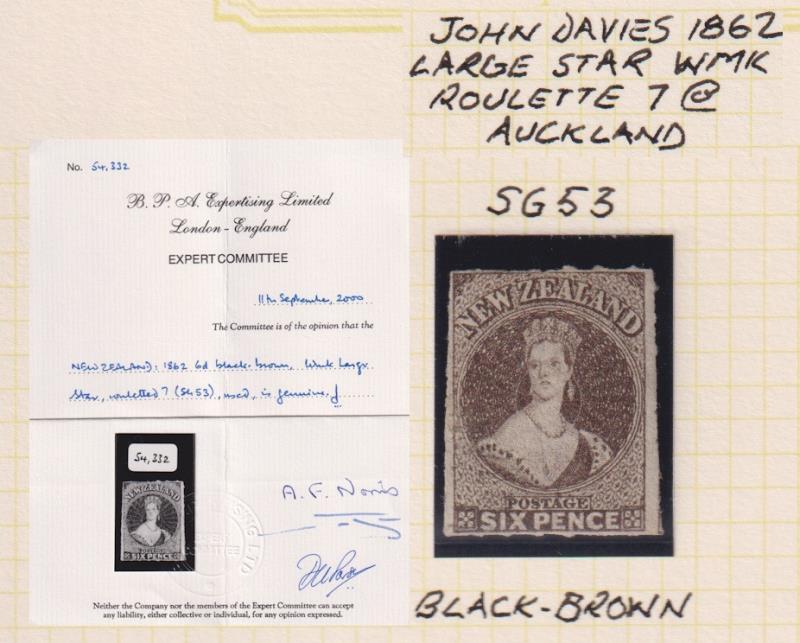 JOHN DAVIES 1862
LARGE STAR WMK
ROULETTE 7 @
AUCKLAND
SG53
No. 54,332
B. P. A. Expertising Limited
London - England
EXPERT COMMITTEE
11th September, 2000
The Committee is of the opinion that the
NEW ZEALAND: 1862 6d black-brown, Wmk Large
Star, rouletted 7 (SG53), used, is genuine.
54,332
NEW ZEALAND
POSTAGE
SIX PENCE
A. F. Norris
Neither the Company nor the members of the Expert Committee can accept
any liability, either collective or individual, for any opinion expressed.
NEW ZEALAND
POSTAGE
SIX PENCE
BLACK-BROWN